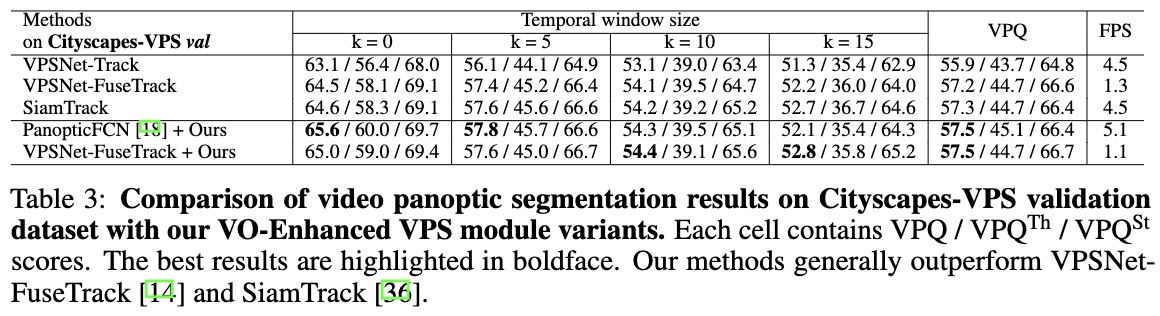 Methods Temporal window size VPQ FPS
on Cityscapes-VPS val k = 0 k = 5 k = 10 k = 15
VPSNet-Track 63.1 / 56.4 / 68.0 56.1 / 44.1 / 64.9 53.1 / 39.0 / 63.4 51.3 / 35.4 / 62.9 55.9 / 43.7 / 64.8 4.5
VPSNet-FuseTrack 64.5 / 58.1 / 69.1 57.4 / 45.2 / 66.4 54.1 / 39.5 / 64.7 52.2 / 36.0 / 64.0 57.2 / 44.7 / 66.6 1.3
SiamTrack 64.6 / 58.3 / 69.1 57.6 / 45.6 / 66.6 54.2 / 39.2 / 65.2 52.7 / 36.7 / 64.6 57.3 / 44.7 / 66.4 4.5
PanopticFCN [18] + Ours 65.6 / 60.0 / 69.7 57.8 / 45.7 / 66.6 54.3 / 39.5 / 65.1 52.1 / 35.4 / 64.3 57.5 / 45.1 / 66.4 5.1
VPSNet-FuseTrack + Ours 65.0 / 59.0 / 69.4 57.6 / 45.0 / 66.7 54.4 / 39.1 / 65.6 52.8 / 35.8 / 65.2 57.5 / 44.7 / 66.7 1.1
Table 3: Comparison of video panoptic segmentation results on Cityscapes-VPS validation
dataset with our VO-Enhanced VPS module variants. Each cell contains VPQ / VPQTh / VPQSt
scores. The best results are highlighted in boldface. Our methods generally outperform VPSNet-
FuseTrack [14] and SiamTrack [36].